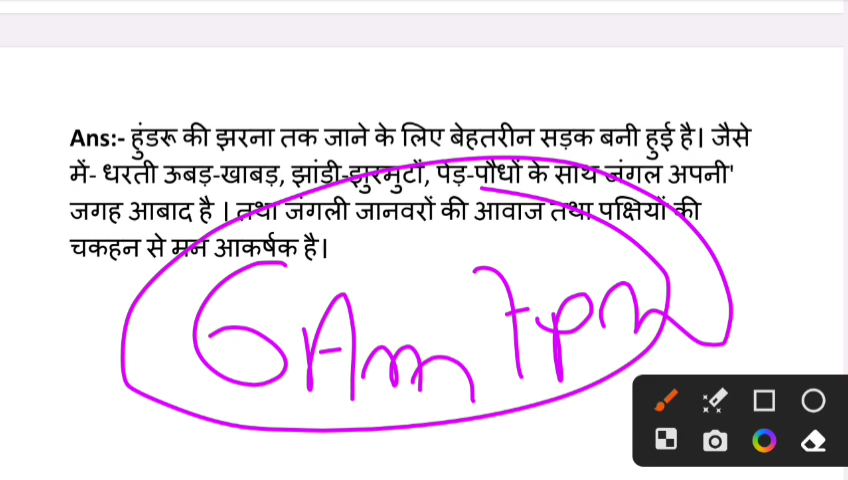 Ans:- हुंडरू की झरना तक जाने के लिए बेहतरीन सड़क बनी हुई है। जैसे
में- धरती ऊबड़-खाबड़, झांडी-झुरमुटों, पेड़-पौधों के साथ जंगल अपनी'
जगह आबाद है । तथा जंगली जानवरों की आवाज तथा पक्षियों की
चकहन से मन आकर्षक है।
6Am 7pm